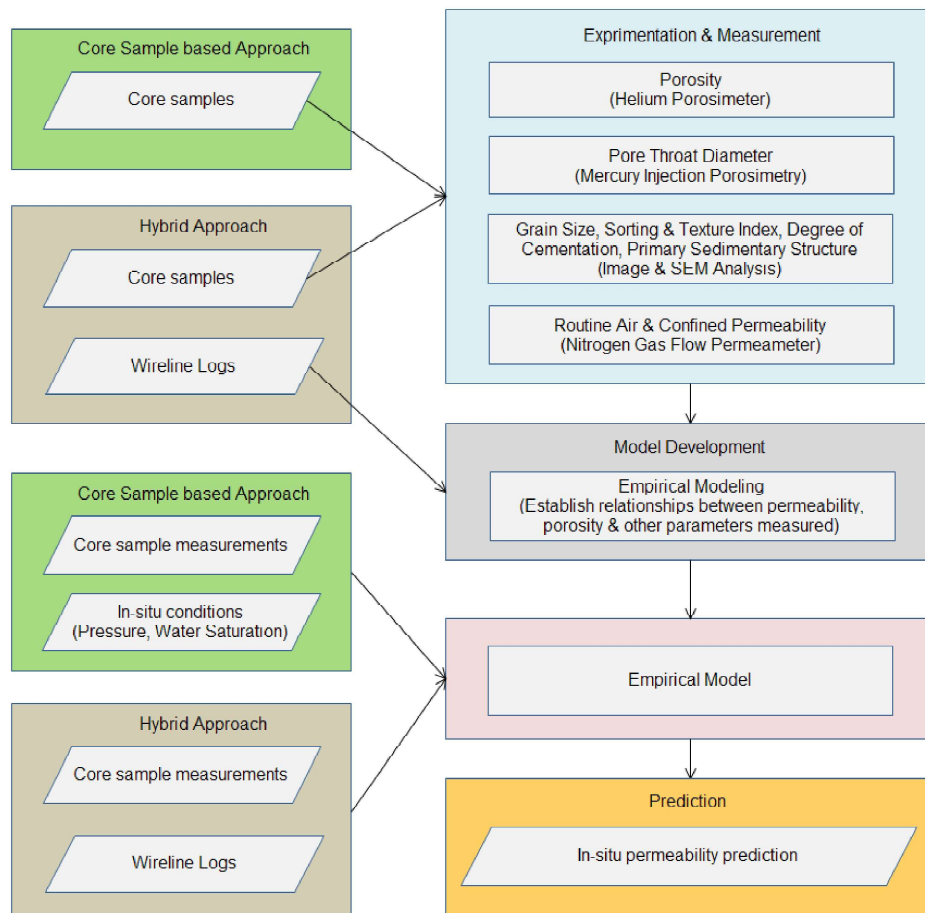 Core Sample based Approach
Core samples
Hybrid Approach
Core samples
Wireline Logs
Core Sample based Approach
Core sample measurements
In-situ conditions
(Pressure, Water Saturation)
Hybrid Approach
Core sample measurements
Wireline Logs
Exprimentation & Measurement
Porosity
(Helium Porosimeter)
Pore Throat Diameter
(Mercury Injection Porosimetry)
Grain Size, Sorting & Texture Index, Degree of
Cementation, Primary Sedimentary Structure
(Image & SEM Analysis)
Routine Air & Confined Permeability
(Nitrogen Gas Flow Permeameter)
Model Development
Empirical Modeling
(Establish relationships between permeability,
porosity & other parameters measured)
Empirical Model
Prediction
In-situ permeability prediction